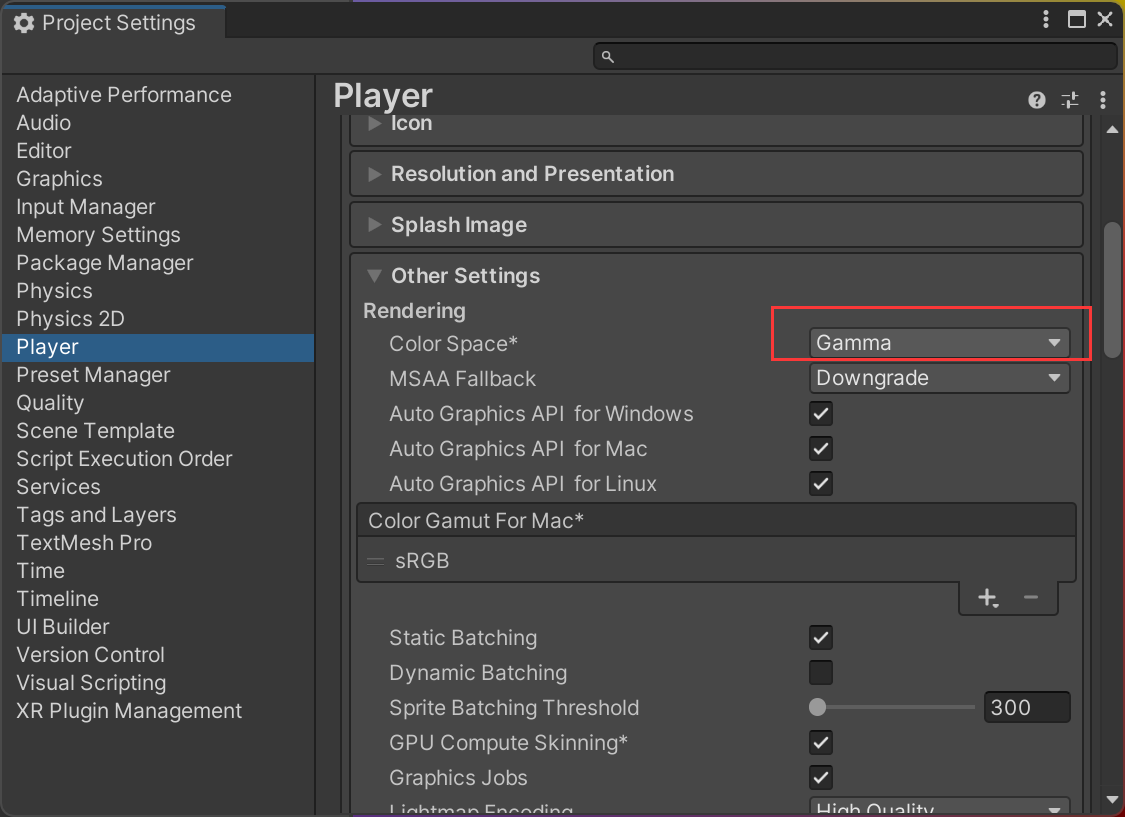 Project Settings
Adaptive Performance
Audio
Editor
Graphics
Input Manager
Memory Settings
Package Manager
Physics
Physics 2D
Player
Preset Manager
Quality
Scene Template
Script Execution Order
Services
Tags and Layers
TextMesh Pro
Time
Timeline
UI Builder
Version Control
Visual Scripting
XR Plugin Management
Player
Icon
Resolution and Presentation
Splash Image
Other Settings
Rendering
Color Space* Gamma
MSAA Fallback Downgrade
Auto Graphics API for Windows
Auto Graphics API for Mac
Auto Graphics API for Linux
Color Gamut For Mac*
sRGB
Static Batching
Dynamic Batching
Sprite Batching Threshold 300
GPU Compute Skinning*
Graphics Jobs
Lightmap Encoding High Quality